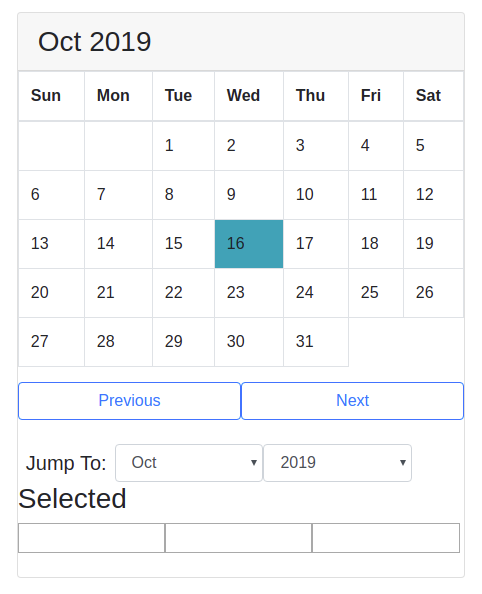 Oct 2019
Sun Mon Tue Wed Thu Fri Sat
1 2 3 4 5
6 7 8 9 10 11 12
13 14 15 16 17 18 19
20 21 22 23 24 25 26
27 28 29 30 31
Previous Next
Jump To: Oct 2019
Selected